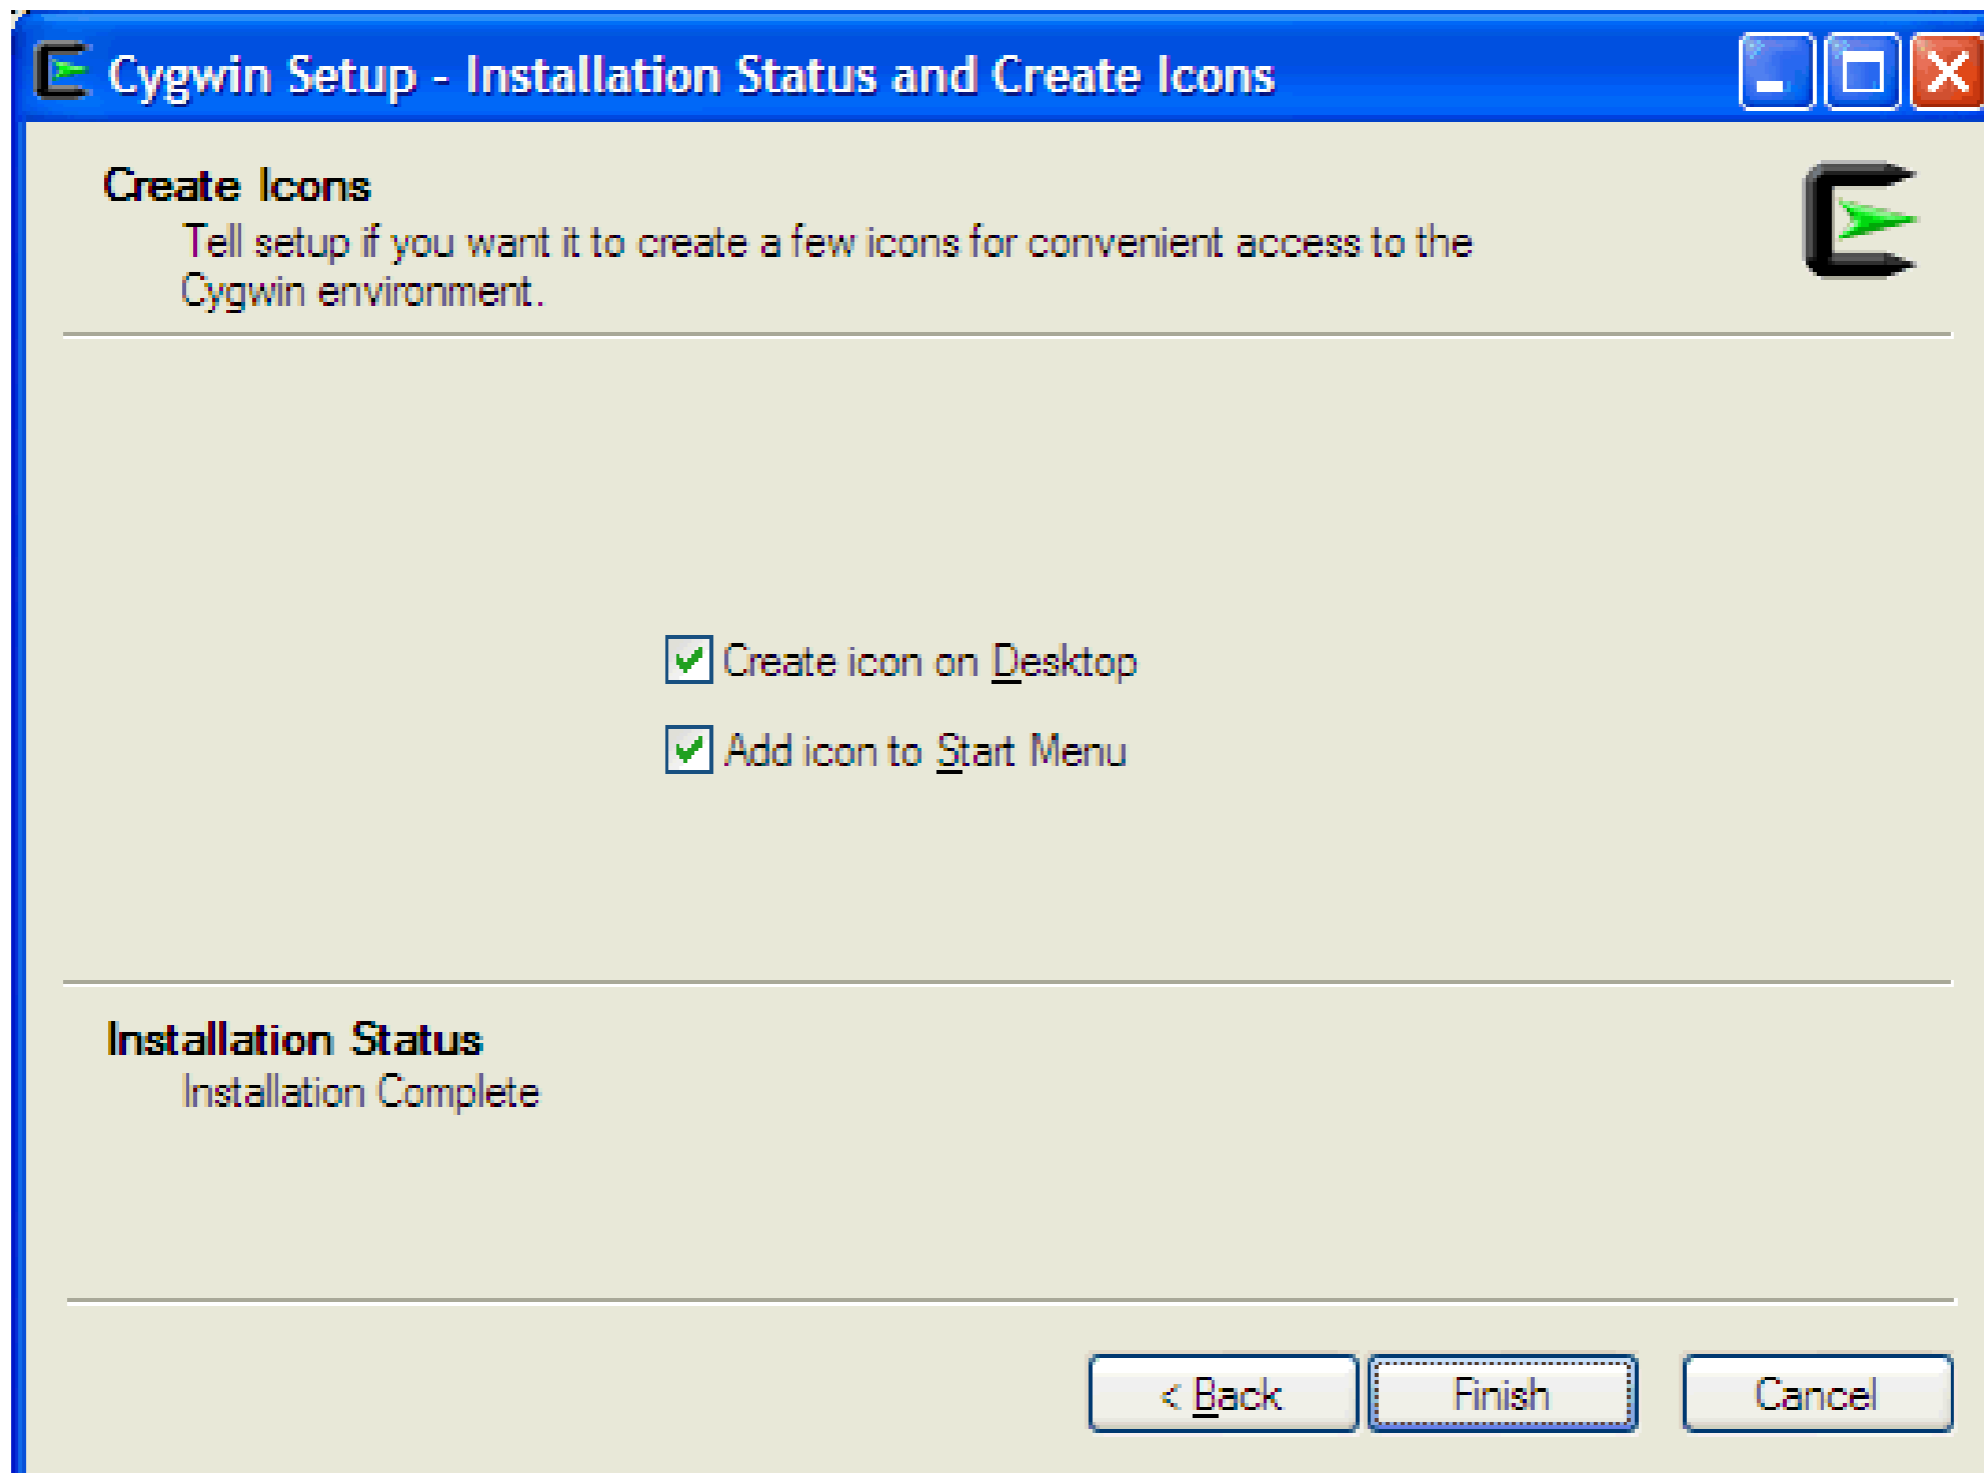 Cygwin Setup - Installation Status and Create Icons
Create Icons
Tell setup if you want it to create a few icons for convenient access to the
Cygwin environment.
Create icon on Desktop
Add icon to Start Menu
Installation Status
Installation Complete
< Back
Finish
Cancel